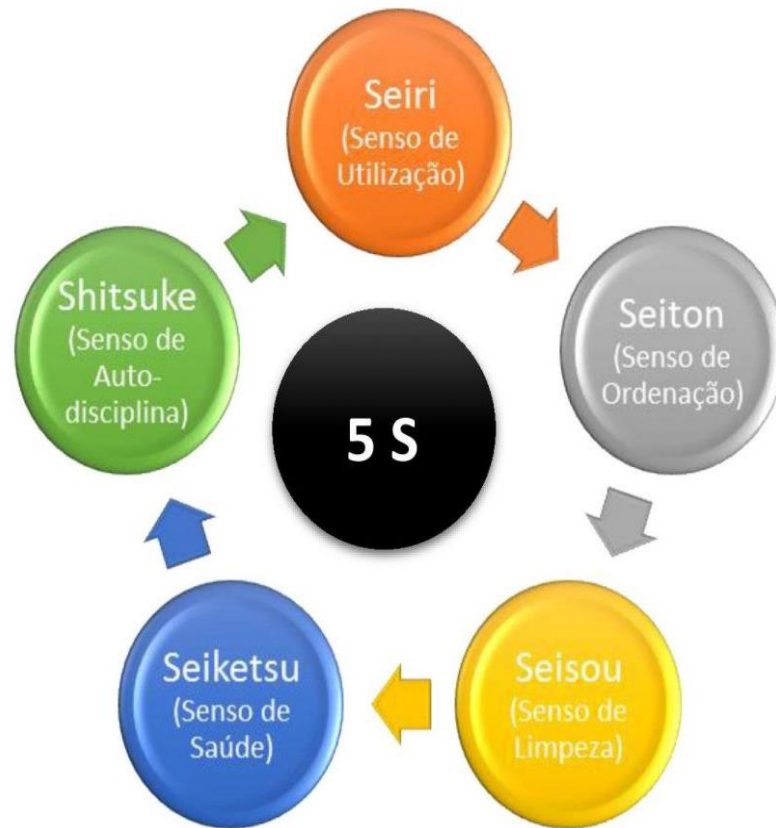 Seiri
(Senso de
Utilização)
Seiton
(Senso de
Ordenação)
Seisou
(Senso de
Limpeza)
Seiketsu
(Senso de
Saúde)
Shitsuke
(Senso de
Auto-
disciplina)
5 S